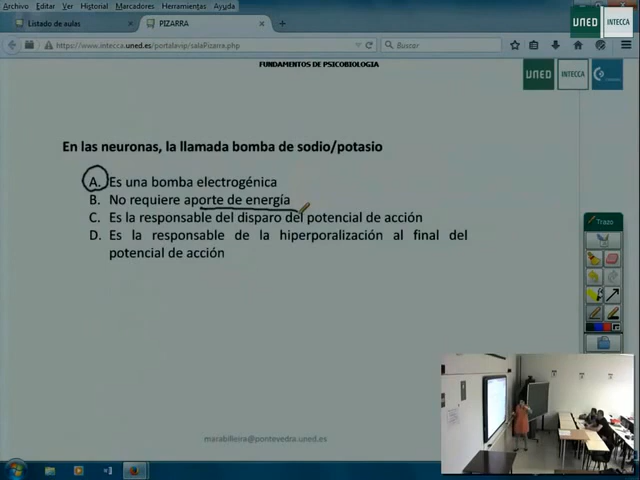 Archivo Editar Ver Historial Marcadores Herramientas Ayuda
Listado de aulas
PIZARRA
https://www.intecca.uned.es/portalavip/salaPizarra.php
Buscar
UNED INTECCA
FUNDAMENTOS DE PSICOBIOLOGIA
UNED INTECCA
En las neuronas, la llamada bomba de sodio/potasio
A. Es una bomba electrogénica
B. No requiere aporte de energía
C. Es la responsable del disparo del potencial de acción
D. Es la responsable de la hiperporalización al final del
potencial de acción
Trazo
marabilleira@pontevedra.uned.es